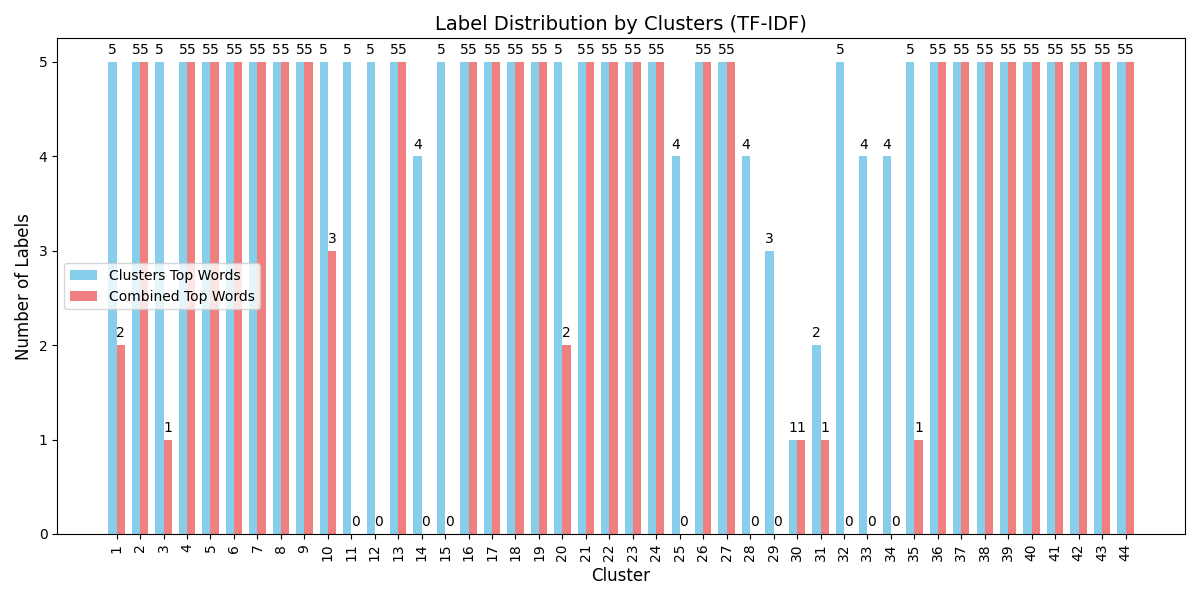 Label Distribution by Clusters (TF-IDF)
5 55 5 55 55 55 55 55 55 5 5 5 55 5 55 55 55 55 5 55 55 55 55 55 55 5 5 55 55 55 55 55 55 55 55 55
5
4 4 4 4 4
4
3 3
3
Number of Labels
Clusters Top Words
Combined Top Words
2 2 2
2
1 11 1 1
1
0 0 0 0 0 0 0 0 0 0
0
1 2 3 4 5 6 7 8 9 10 11 12 13 14 15 16 17 18 19 20 21 22 23 24 25 26 27 28 29 30 31 32 33 34 35 36 37 38 39 40 41 42 43 44
Cluster